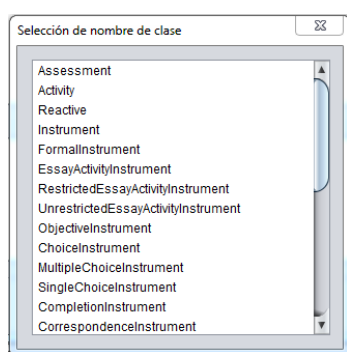 Selección de nombre de clase
Assessment
Activity
Reactive
Instrument
FormalInstrument
EssayActivityInstrument
RestrictedEssayActivityInstrument
UnrestrictedEssayActivityInstrument
ObjectiveInstrument
ChoiceInstrument
MultipleChoiceInstrument
SingleChoiceInstrument
CompletionInstrument
CorrespondenceInstrument